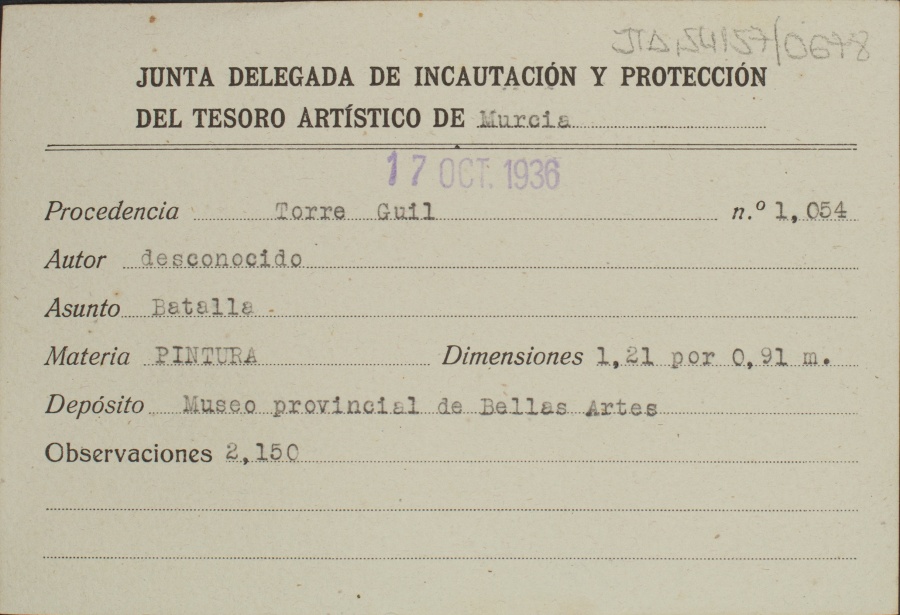 JTA, 54157/0678
JUNTA DELEGADA DE INCAUTACIÓN Y PROTECCIÓN
DEL TESORO ARTÍSTICO DE Murcia
17 OCT. 1936
Procedencia Torre Guil n.º 1,054
Autor desconocido
Asunto Batalla
Materia PINTURA Dimensiones 1,21 por 0,91 m.
Depósito Museo provincial de Bellas Artes
Observaciones 2,150